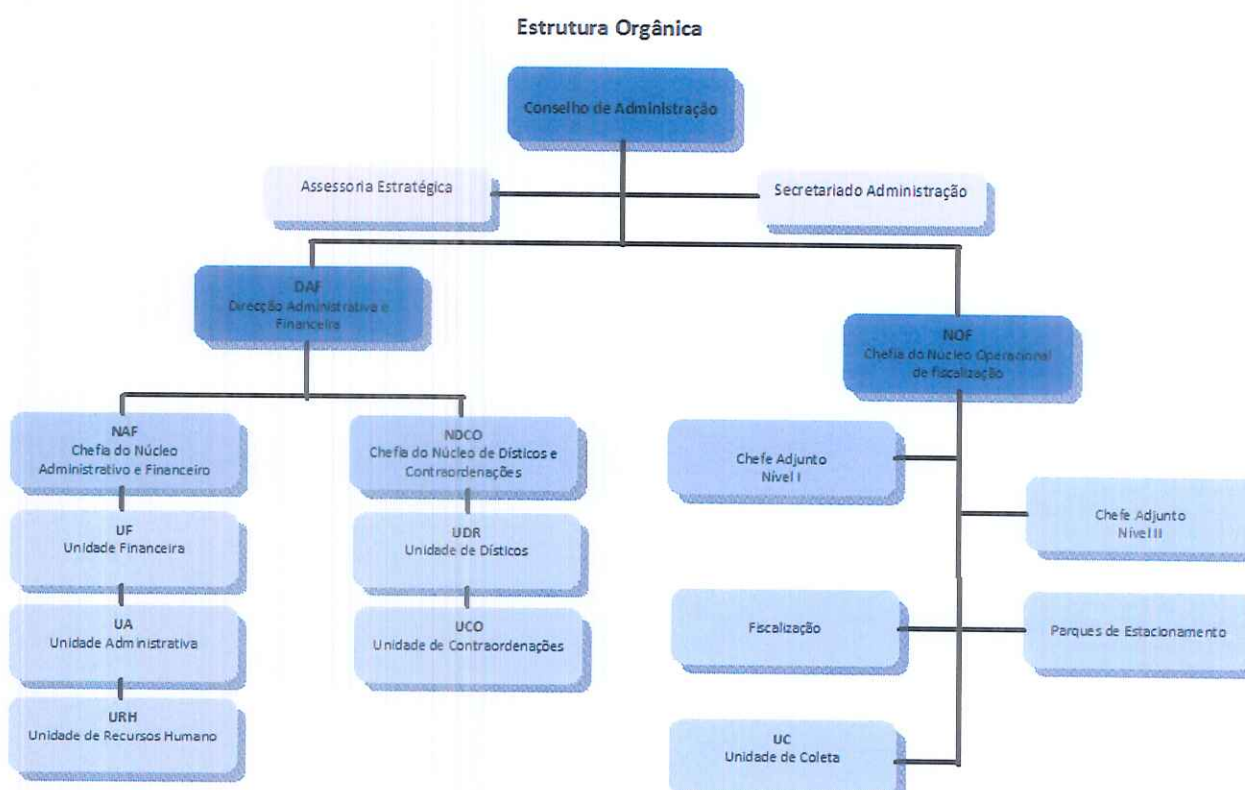 Estrutura Orgânica
Conselho de Administração
Assessoria Estratégica
Secretariado Administração
DAF
Direcção Administrativa e
Financeira
NOF
Chefia do Núcleo Operacional
de fiscalização
NAF
Chefia do Núcleo
Administrativo e Financeiro
NDCO
Chefia do Núcleo de Dísticos e
Contraordenações
Chefe Adjunto
Nível I
UF
Unidade Financeira
UDR
Unidade de Dísticos
Chefe Adjunto
Nível II
UA
Unidade Administrativa
UCO
Unidade de Contraordenações
Fiscalização
Parques de Estacionamento
URH
Unidade de Recursos Humano
UC
Unidade de Coleta